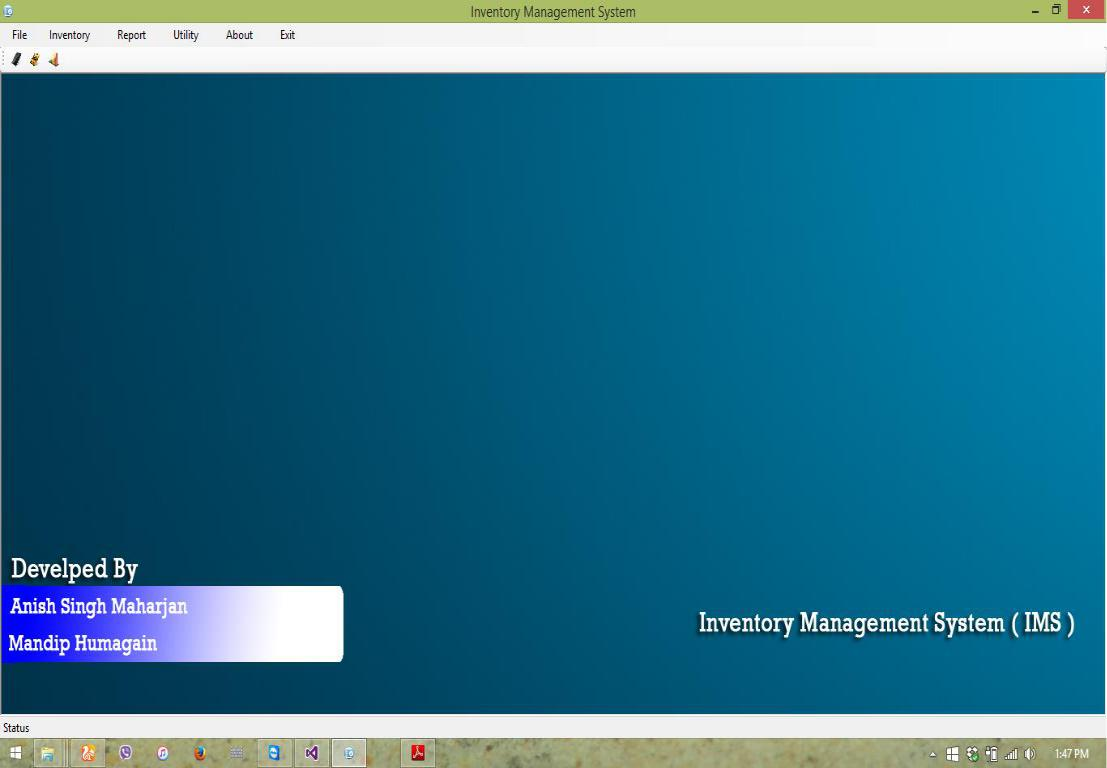 Inventory Management System
File Inventory Report Utility About Exit
Develped By
Anish Singh Maharjan
Mandip Humagain
Inventory Management System ( IMS )
Status
1:47 PM